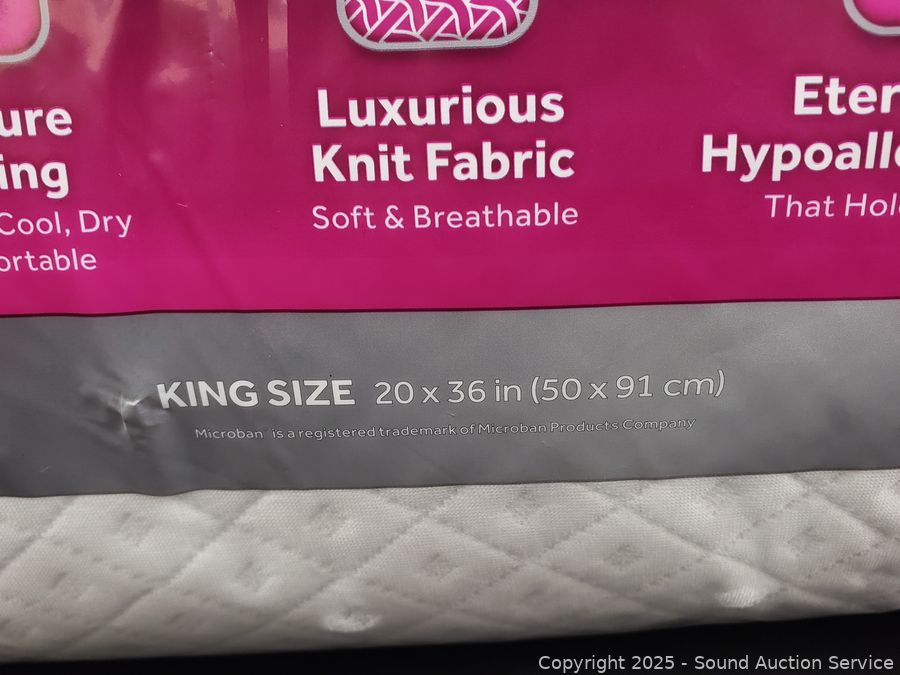 ure
ing
Cool, Dry
ortable
Luxurious
Knit Fabric
Soft & Breathable
Eter
Hypoalle
That Hol
KING SIZE 20 x 36 in (50 x 91 cm)
Microban® is a registered trademark of Microban Products Company
Copyright 2025 - Sound Auction Service